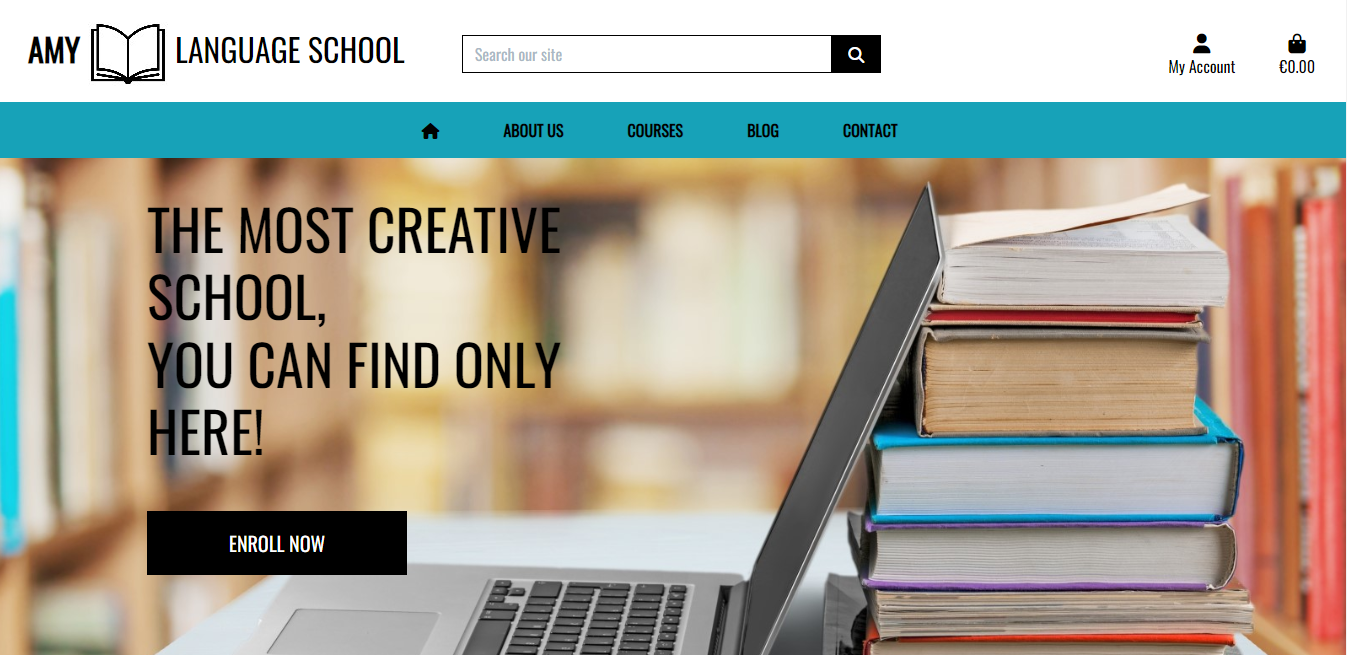 AMY LANGUAGE SCHOOL
Search our site
My Account
€0.00
ABOUT US
COURSES
BLOG
CONTACT
THE MOST CREATIVE
SCHOOL,
YOU CAN FIND ONLY
HERE!
ENROLL NOW